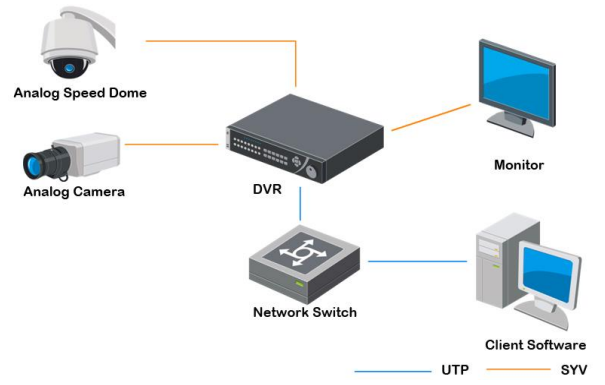 Analog Speed Dome
Analog Camera
DVR
Monitor
Network Switch
Client Software
UTP
SYV